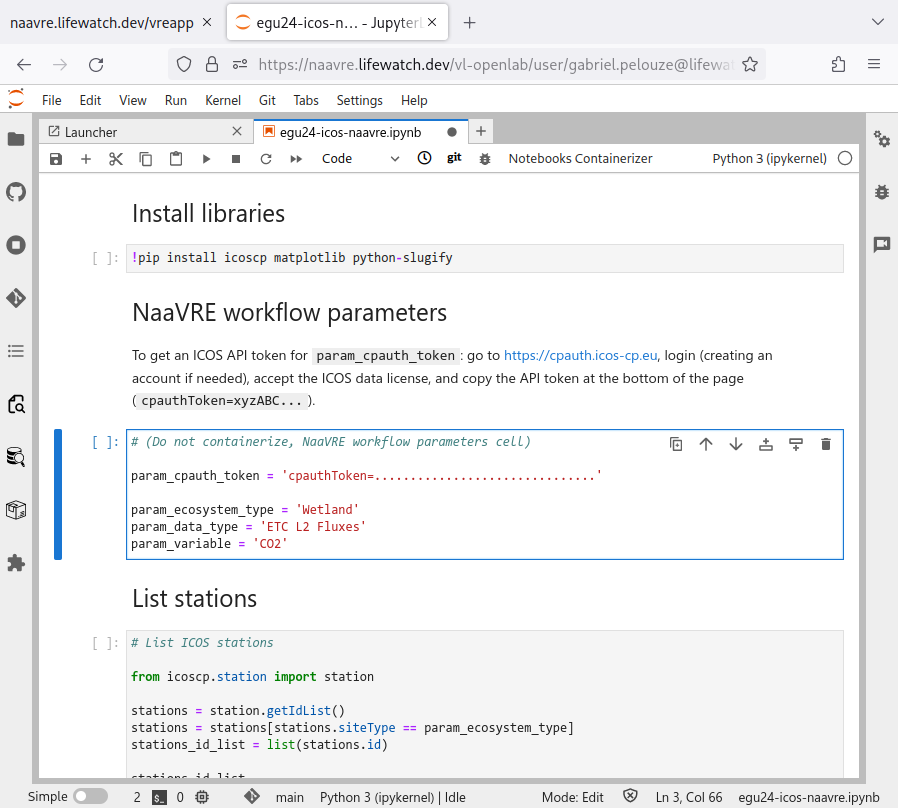 naavre.lifewatch.dev/vreapp
egu24-icos-n… - Jupyter
https://naavre.lifewatch.dev/vl-openlab/user/gabriel.pelouze@lifewat
File Edit View Run Kernel Git Tabs Settings Help
Launcher
egu24-icos-naavre.ipynb
Code
git
Notebooks Containerizer
Python 3 (ipykernel)
Install libraries
[ ]: !pip install icoscp matplotlib python-slugify
NaaVRE workflow parameters
To get an ICOS API token for param_cpauth_token : go to https://cpauth.icos-cp.eu, login (creating an
account if needed), accept the ICOS data license, and copy the API token at the bottom of the page
( cpauthToken=xyzABC... ).
[ ]: # (Do not containerize, NaaVRE workflow parameters cell)
param_cpauth_token = 'cpauthToken=...............................'
param_ecosystem_type = 'Wetland'
param_data_type = 'ETC L2 Fluxes'
param_variable = 'CO2'
List stations
[ ]: # List ICOS stations
from icoscp.station import station
stations = station.getIdList()
stations = stations[stations.siteType == param_ecosystem_type]
stations_id_list = list(stations.id)
stations_id_list
Simple 2 $_ 0 main Python 3 (ipykernel) | Idle Mode: Edit Ln 3, Col 66 egu24-icos-naavre.ipynb